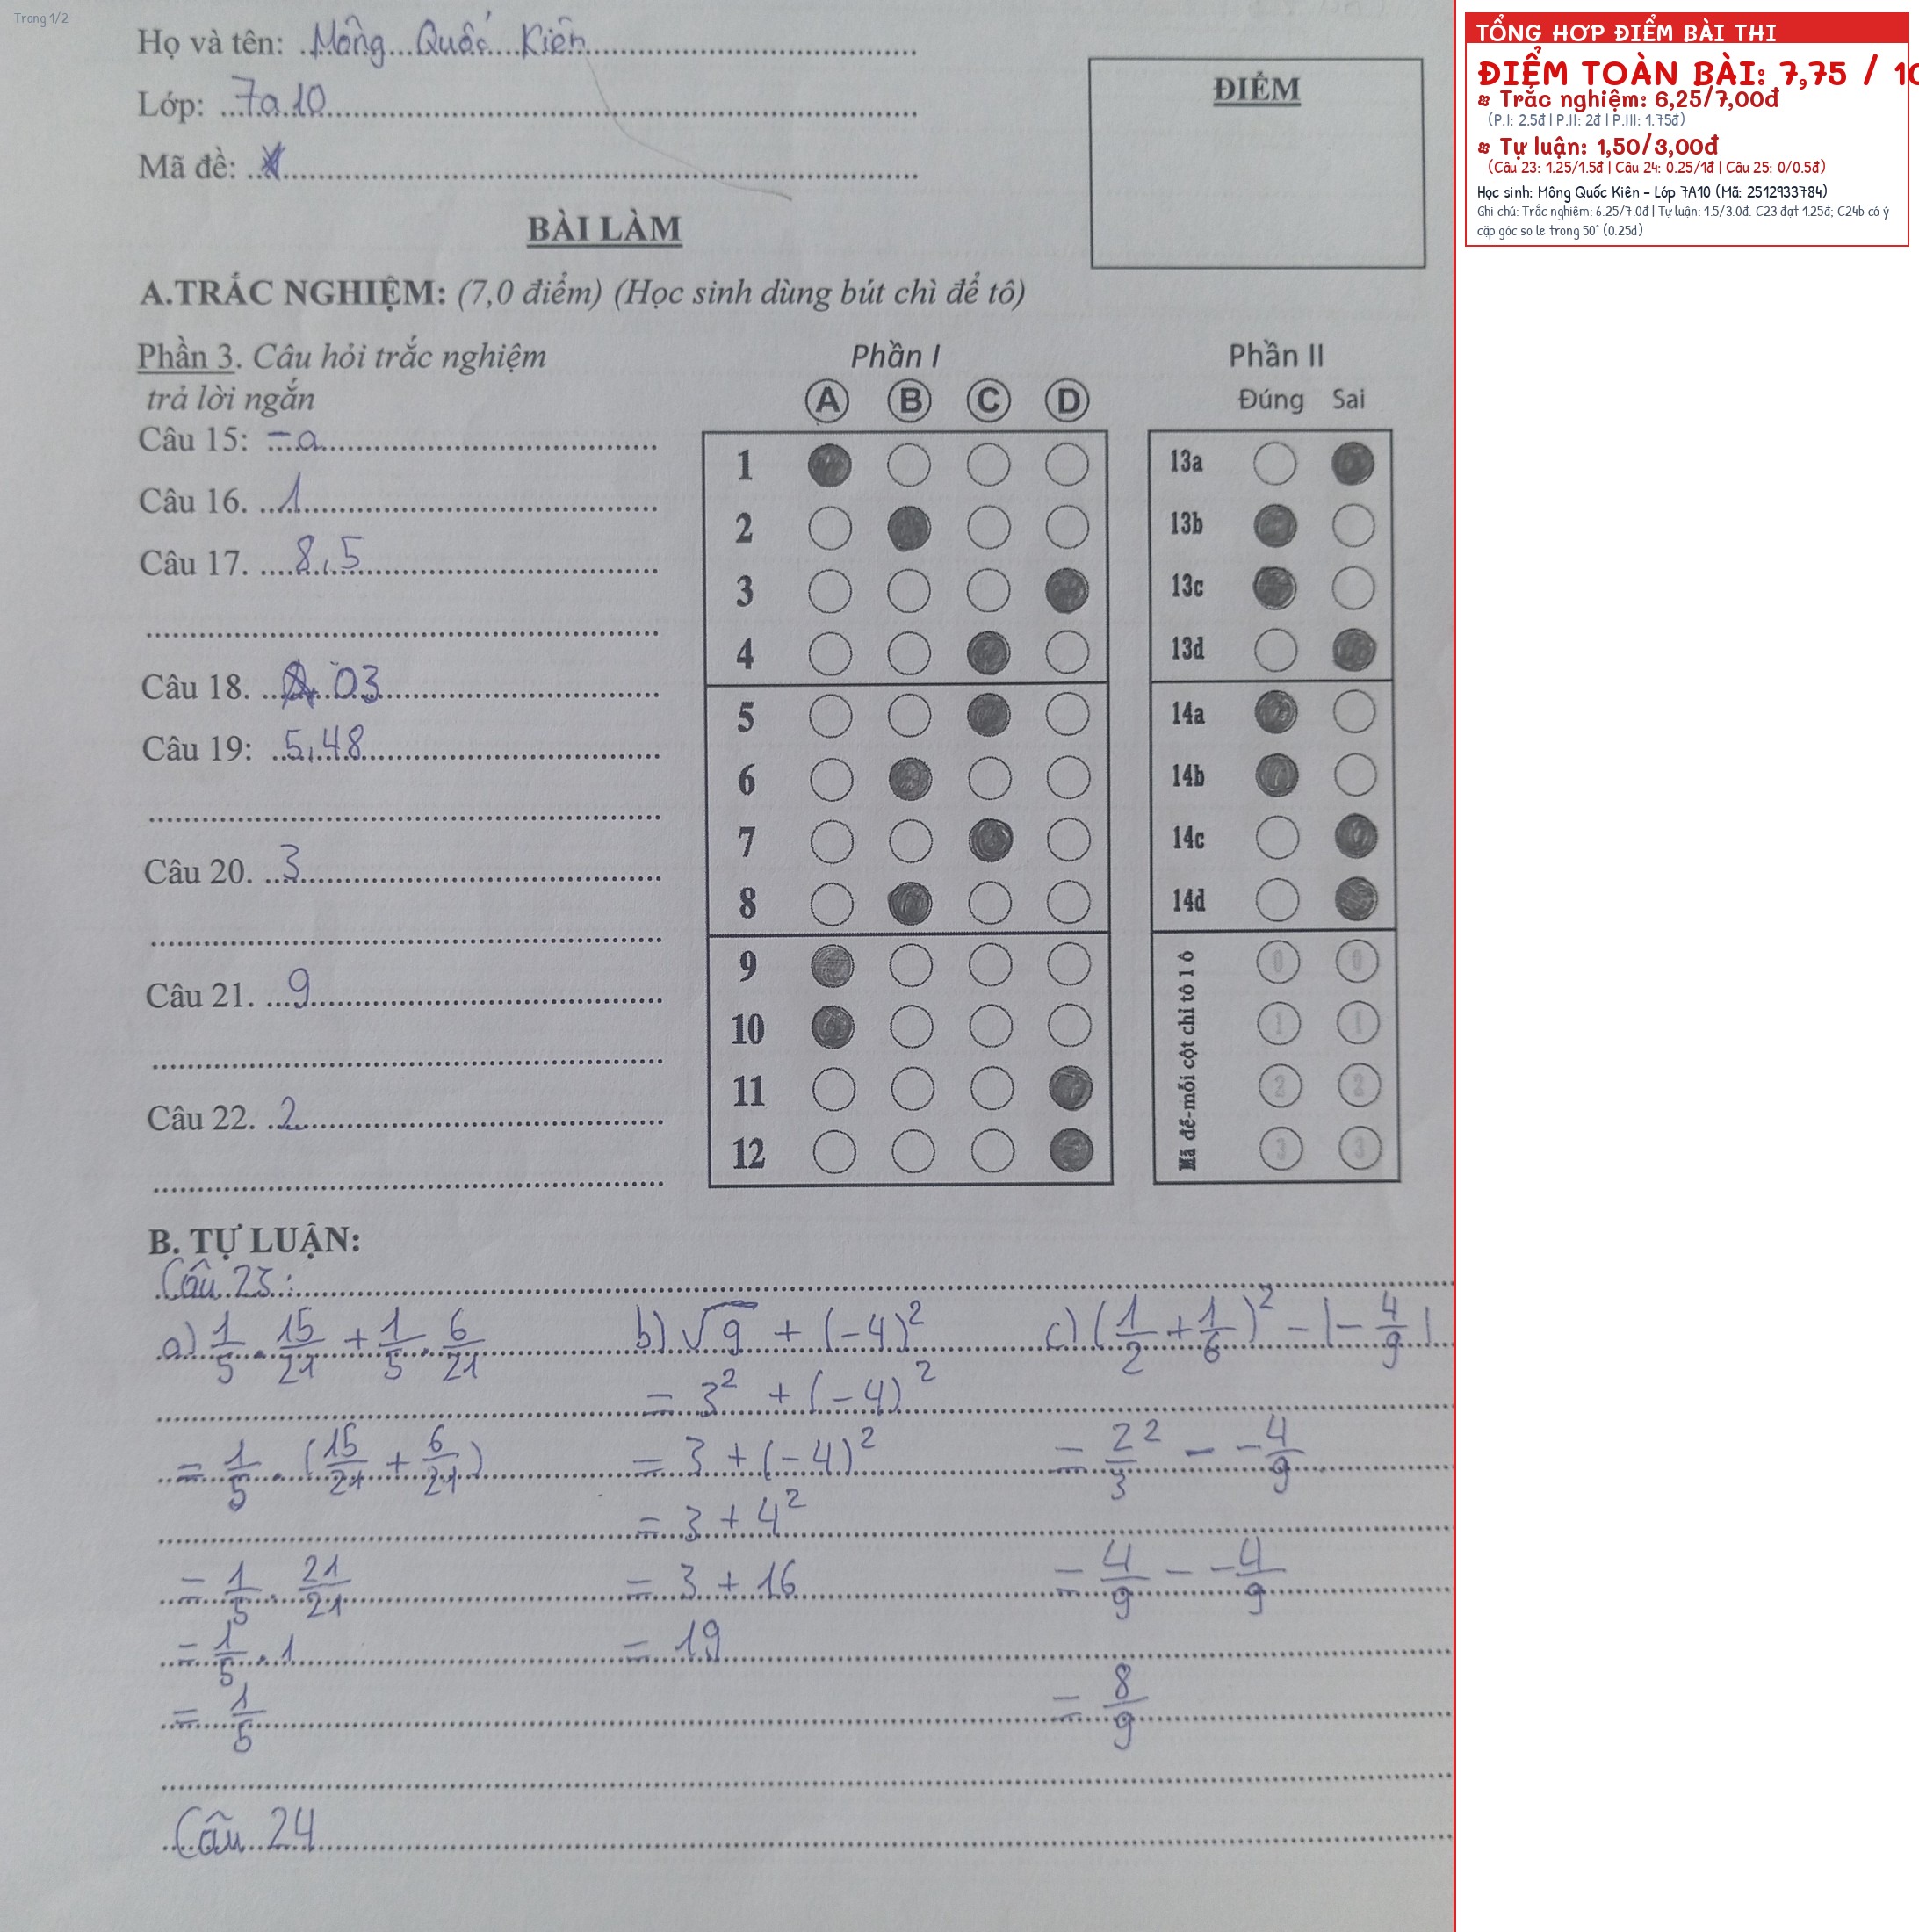 Trang 1/2
Họ và tên: Mông Quốc Kiên
Lớp: 7a10
Mã đề:
ĐIỂM
BÀI LÀM
A.TRẮC NGHIỆM: (7,0 điểm) (Học sinh dùng bút chì để tô)
Phần 3. Câu hỏi trắc nghiệm
trả lời ngắn
Câu 15: -a
Câu 16. 1
Câu 17. 8,5
Câu 18. 03
Câu 19: 5,48
Câu 20. 3
Câu 21. 9
Câu 22. 2
Phần I
A B C D
1
2
3
4
5
6
7
8
9
10
11
12
Phần II
Đúng Sai
13a
13b
13c
13d
14a
14b
14c
14d
Mã đề-mỗi cột chỉ tô 1 ô
0 0
1 1
2 2
3 3
B. TỰ LUẬN:
Câu 23:
a) 1/5 . 15/21 + 1/5 . 6/21
= 1/5 . (15/21 + 6/21)
= 1/5 . 21/21
= 1/5 . 1
= 1/5
b) √9 + (-4)²
= 3² + (-4)²
= 3 + (-4)²
= 3 + 4²
= 3 + 16
= 19
c) (1/2 + 1/6)² - |- 4/9|
= 2²/3 - -4/9
= 4/9 - -4/9
= 8/9
Câu 24
TỔNG HỢP ĐIỂM BÀI THI
ĐIỂM TOÀN BÀI: 7,75 / 10
Trắc nghiệm: 6,25/7,00đ
(P.I: 2.5đ | P.II: 2đ | P.III: 1.75đ)
Tự luận: 1,50/3,00đ
(Câu 23: 1.25/1.5đ | Câu 24: 0.25/1đ | Câu 25: 0/0.5đ)
Học sinh: Mông Quốc Kiên - Lớp 7A10 (Mã: 2512933784)
Ghi chú: Trắc nghiệm: 6.25/7.0đ | Tự luận: 1.5/3.0đ. C23 đạt 1.25đ; C24b có ý
cặp góc so le trong 50° (0.25đ)